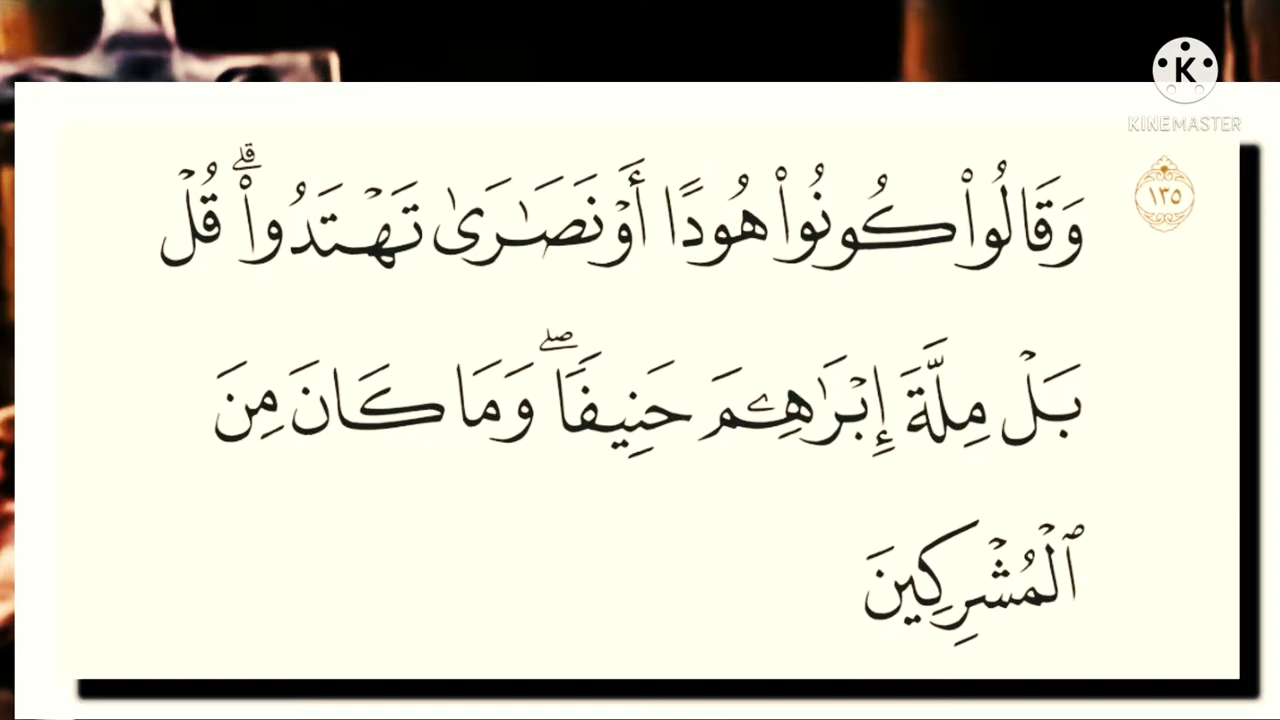 K
KINEMASTER
١٣٥
وَقَالُوا۟ كُونُوا۟ هُودًا أَوْ نَصَـٰرَىٰ تَهْتَدُوا۟ ۗ قُلْ
بَلْ مِلَّةَ إِبْرَٰهِـۧمَ حَنِيفًا ۖ وَمَا كَانَ مِنَ
ٱلْمُشْرِكِينَ